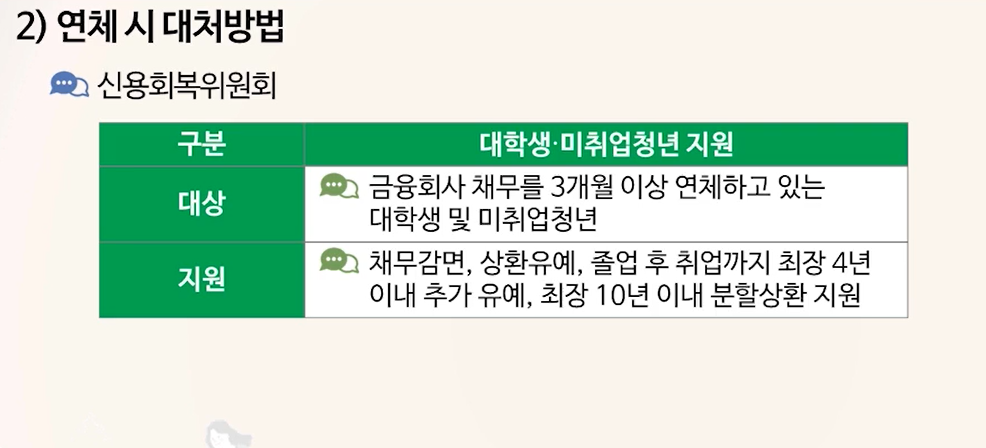 2) 연체 시 대처방법
신용회복위원회
구분 대학생·미취업청년 지원
대상
금융회사 채무를 3개월 이상 연체하고 있는
대학생 및 미취업청년
지원
채무감면, 상환유예, 졸업 후 취업까지 최장 4년
이내 추가 유예, 최장 10년 이내 분할상환 지원